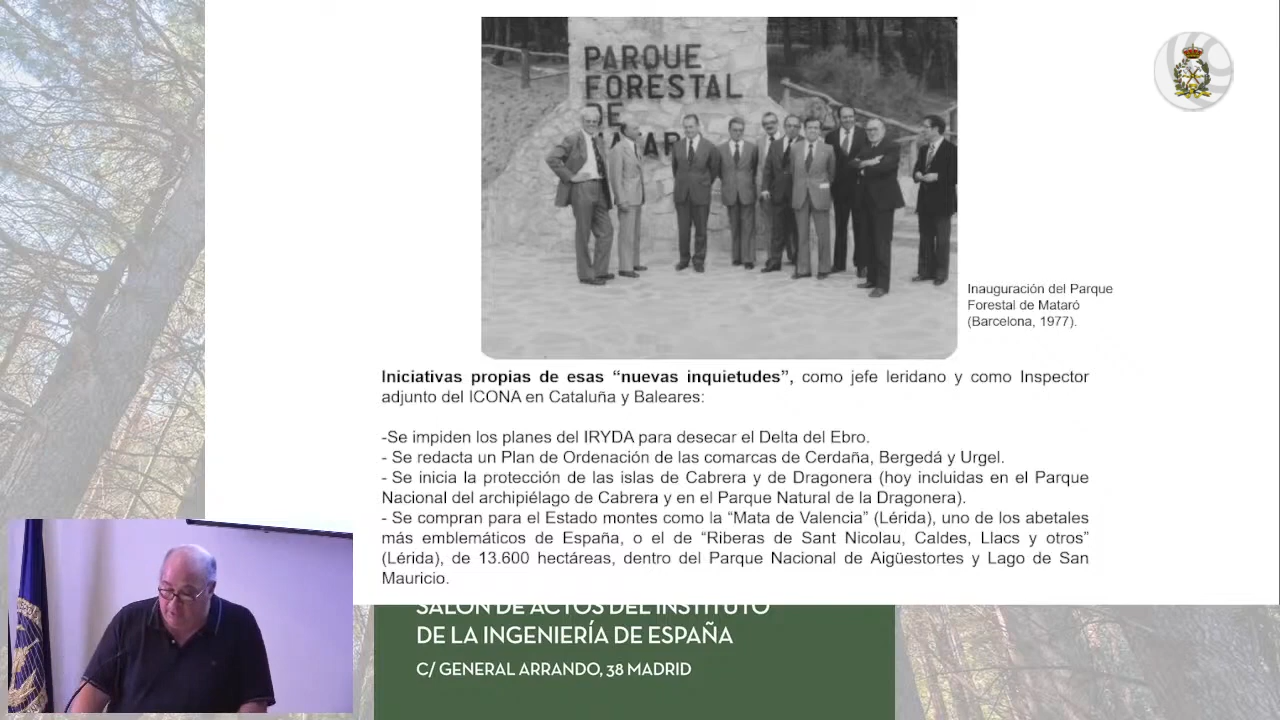 PARQUE
FORESTAL
DE
Inauguración del Parque
Forestal de Mataró
(Barcelona, 1977).
Iniciativas propias de esas “nuevas inquietudes”, como jefe leridano y como Inspector
adjunto del ICONA en Cataluña y Baleares:
-Se impiden los planes del IRYDA para desecar el Delta del Ebro.
- Se redacta un Plan de Ordenación de las comarcas de Cerdaña, Bergedá y Urgel.
- Se inicia la protección de las islas de Cabrera y de Dragonera (hoy incluidas en el Parque
Nacional del archipiélago de Cabrera y en el Parque Natural de la Dragonera).
- Se compran para el Estado montes como la “Mata de Valencia” (Lérida), uno de los abetales
más emblemáticos de España, o el de “Riberas de Sant Nicolau, Caldes, Llacs y otros”
(Lérida), de 13.600 hectáreas, dentro del Parque Nacional de Aigüestortes y Lago de San
Mauricio.
SALÓN DE ACTOS DEL INSTITUTO
DE LA INGENIERÍA DE ESPAÑA
C/ GENERAL ARRANDO, 38 MADRID